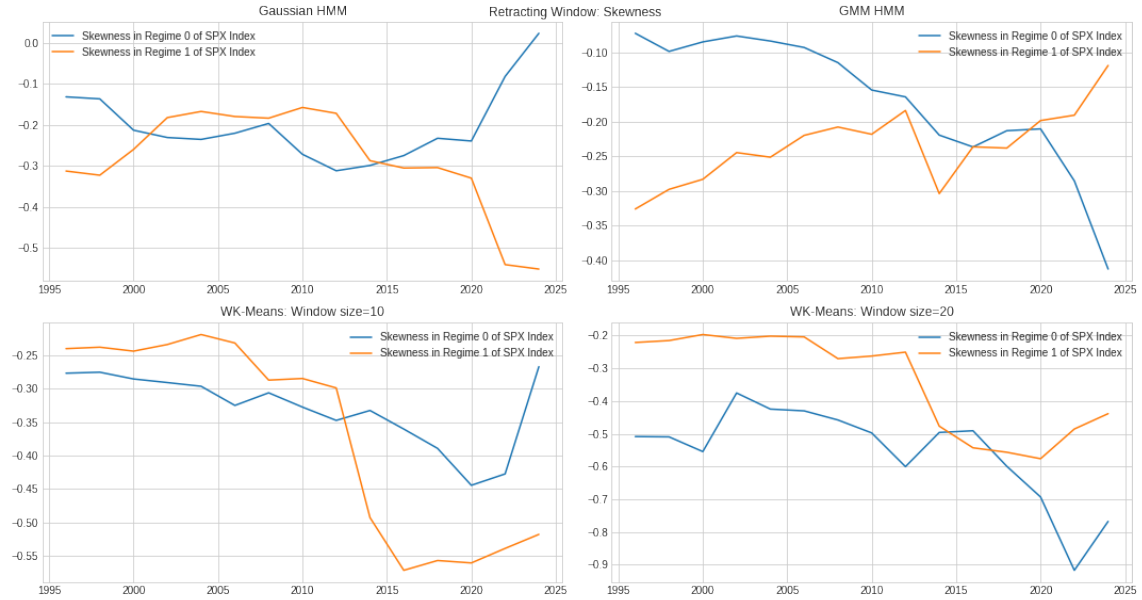 Gaussian HMM
Retracting Window: Skewness
GMM HMM
Skewness in Regime 0 of SPX Index
Skewness in Regime 1 of SPX Index
0.0
−0.1
−0.2
−0.3
−0.4
−0.5
1995 2000 2005 2010 2015 2020 2025
Skewness in Regime 0 of SPX Index
Skewness in Regime 1 of SPX Index
−0.10
−0.15
−0.20
−0.25
−0.30
−0.35
−0.40
1995 2000 2005 2010 2015 2020 2025
WK-Means: Window size=10
Skewness in Regime 0 of SPX Index
Skewness in Regime 1 of SPX Index
−0.25
−0.30
−0.35
−0.40
−0.45
−0.50
−0.55
1995 2000 2005 2010 2015 2020 2025
WK-Means: Window size=20
Skewness in Regime 0 of SPX Index
Skewness in Regime 1 of SPX Index
−0.2
−0.3
−0.4
−0.5
−0.6
−0.7
−0.8
−0.9
1995 2000 2005 2010 2015 2020 2025